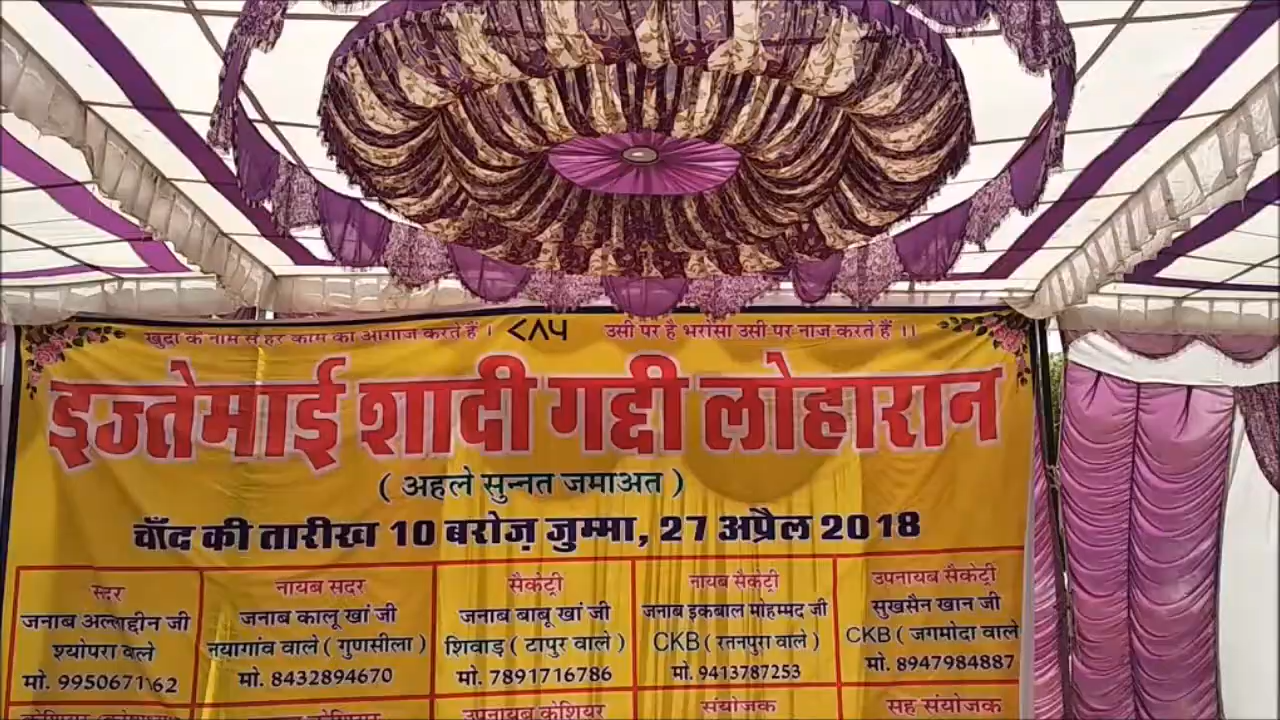 खुदा के नाम से हर काम का आगाज करते हैं । उसी पर है भरोसा उसी पर नाज करते हैं ।।
इज्तेमाई शादी गद्दी लोहारान
( अहले सुन्नत जमाअत )
चाँद की तारीख 10 बरोज़ जुम्मा, 27 अप्रैल 2018
सदर
जनाब अल्लाद्दीन जी
श्योपरा वाले
मो.
नायब सदर
जनाब कालू खां जी
नयागांव वाले ( गुणसीला )
मो. 8432894670
सैकेट्री
जनाब बाबू खां जी
शिवाड़ ( टापुर वाले )
मो. 7891716786
नायब सैकेट्री
जनाब इकबाल मोहम्मद जी
CKB ( रतनपुरा वाले )
मो. 9413787253
उपनायब सैकेट्री
सुखसैन खान जी
CKB ( जगमोदा वाले
मो. 8947984887
उपनायब केशियर
संयोजक
सह संयोजक